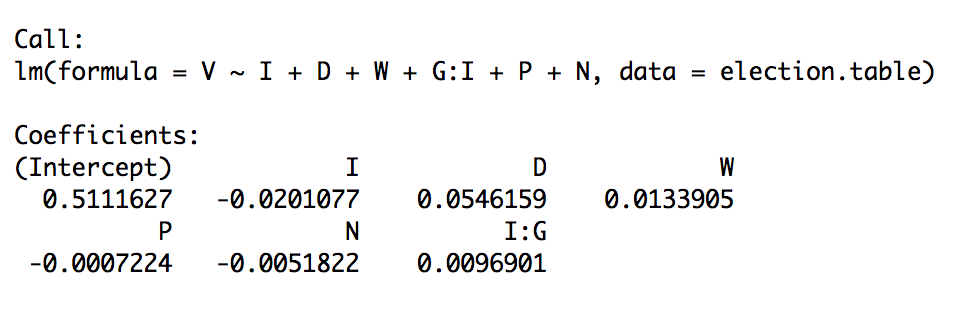 Call:
lm(formula = V ~ I + D + W + G:I + P + N, data = election.table)
Coefficients:
(Intercept) I D W
0.5111627 -0.0201077 0.0546159 0.0133905
P N I:G
-0.0007224 -0.0051822 0.0096901